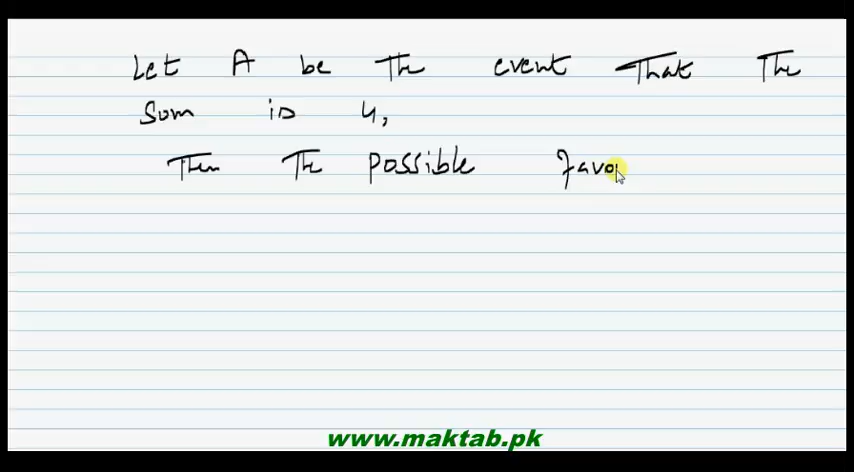 Let A be The event That The
Sum is 4,
Then The possible favo
www.maktab.pk